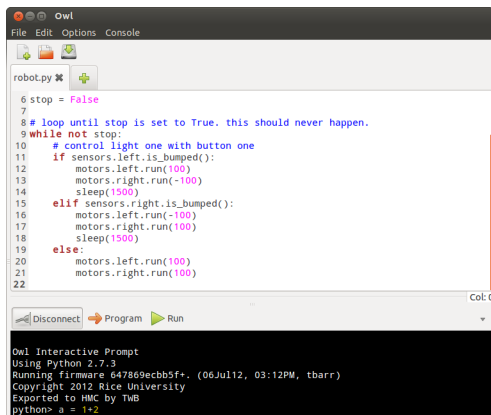 Owl
File Edit Options Console
robot.py
6 stop = False
7
8 # loop until stop is set to True. this should never happen.
9 while not stop:
10     # control light one with button one
11     if sensors.left.is_bumped():
12         motors.left.run(100)
13         motors.right.run(-100)
14         sleep(1500)
15     elif sensors.right.is_bumped():
16         motors.left.run(-100)
17         motors.right.run(100)
18         sleep(1500)
19     else:
20         motors.left.run(100)
21         motors.right.run(100)
22
Col: 0
Disconnect Program Run
Owl Interactive Prompt
Using Python 2.7.3
Running firmware 647869ecbb5f+. (06Jul12, 03:12PM, tbarr)
Copyright 2012 Rice University
Exported to HMC by TWB
python> a = 1+2